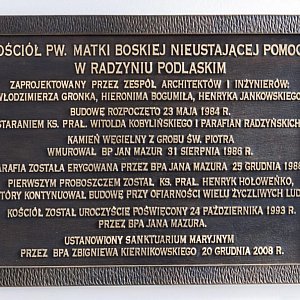 KOŚCIÓŁ PW. MATKI BOSKIEJ NIEUSTAJĄCEJ POMOCY
W RADZYNIU PODLASKIM
ZAPROJEKTOWANY PRZEZ ZESPÓŁ ARCHITEKTÓW I INŻYNIERÓW:
WŁODZIMIERZA GRONKA, HIERONIMA BOGUMIŁA, HENRYKA JANKOWSKIEGO
BUDOWĘ ROZPOCZĘTO 23 MAJA 1984 R.
STARANIEM KS. PRAŁ. WITOLDA KOBYLIŃSKIEGO I PARAFIAN RADZYŃSKICH
KAMIEŃ WĘGIELNY Z GROBU ŚW. PIOTRA
WMUROWAŁ BP JAN MAZUR 31 SIERPNIA 1986 R.
PARAFIA ZOSTAŁA ERYGOWANA PRZEZ BPA JANA MAZURA 25 GRUDNIA
PIERWSZYM PROBOSZCZEM ZOSTAŁ KS. PRAŁ. HENRYK HOŁOWEŃKO,
KTÓRY KONTYNUOWAŁ BUDOWĘ PRZY OFIARNOŚCI WIELU ŻYCZLIWYCH LUDZI
KOŚCIÓŁ ZOSTAŁ UROCZYŚCIE POŚWIĘCONY 24 PAŹDZIERNIKA 1993 R.
PRZEZ BPA JANA MAZURA.
USTANOWIONY SANKTUARIUM MARYJNYM
PRZEZ BPA ZBIGNIEWA KIERNIKOWSKIEGO 20 GRUDNIA 2008 R.